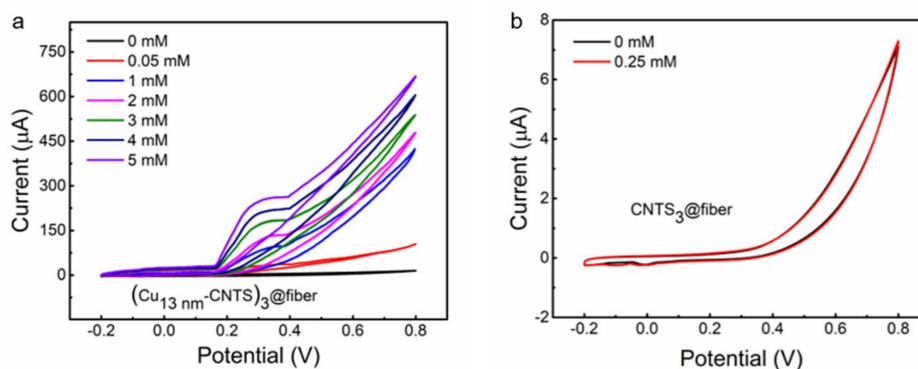 a
0 mM
0.05 mM
1 mM
2 mM
3 mM
4 mM
5 mM
Current (μA)
750
600
450
300
150
0
(Cu13 nm-CNTS)3@fiber
-0.2 0.0 0.2 0.4 0.6 0.8
Potential (V)
b
0 mM
0.25 mM
Current (μA)
8
6
4
2
0
-2
CNTS3@fiber
-0.2 0.0 0.2 0.4 0.6 0.8
Potential (V)